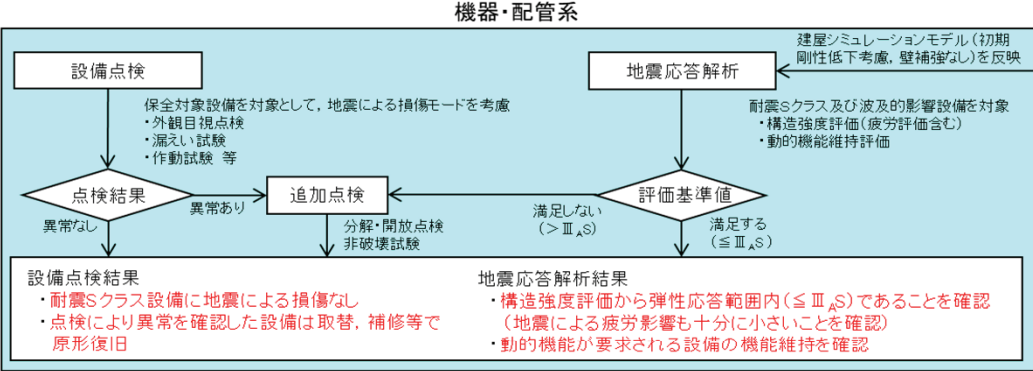 機器・配管系
設備点検
保全対象設備を対象として，地震による損傷モードを考慮
・外観目視点検
・漏えい試験
・作動試験 等
点検結果
異常あり
異常なし
追加点検
分解・開放点検
非破壊試験
建屋シミュレーションモデル（初期
剛性低下考慮，壁補強なし）を反映
地震応答解析
耐震Sクラス及び波及的影響設備を対象
・構造強度評価（疲労評価含む）
・動的機能維持評価
評価基準値
満足しない
（＞ⅢAS）
満足する
（≦ⅢAS）
設備点検結果
・耐震Sクラス設備に地震による損傷なし
・点検により異常を確認した設備は取替，補修等で
原形復旧
地震応答解析結果
・構造強度評価から弾性応答範囲内（≦ⅢAS）であることを確認
（地震による疲労影響も十分に小さいことを確認）
・動的機能が要求される設備の機能維持を確認